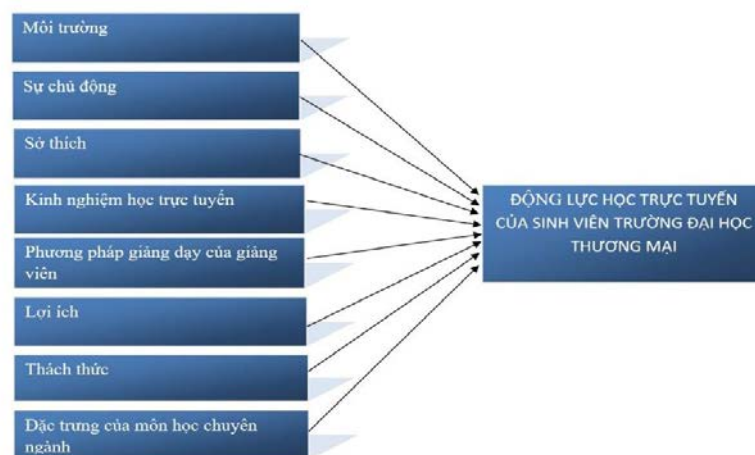 Môi trường
Sự chủ động
Sở thích
Kinh nghiệm học trực tuyến
Phương pháp giảng dạy của giảng
viên
Lợi ích
Thách thức
Đặc trưng của môn học chuyên
ngành
ĐỘNG LỰC HỌC TRỰC TUYẾN
CỦA SINH VIÊN TRƯỜNG ĐẠI HỌC
THƯƠNG MẠI